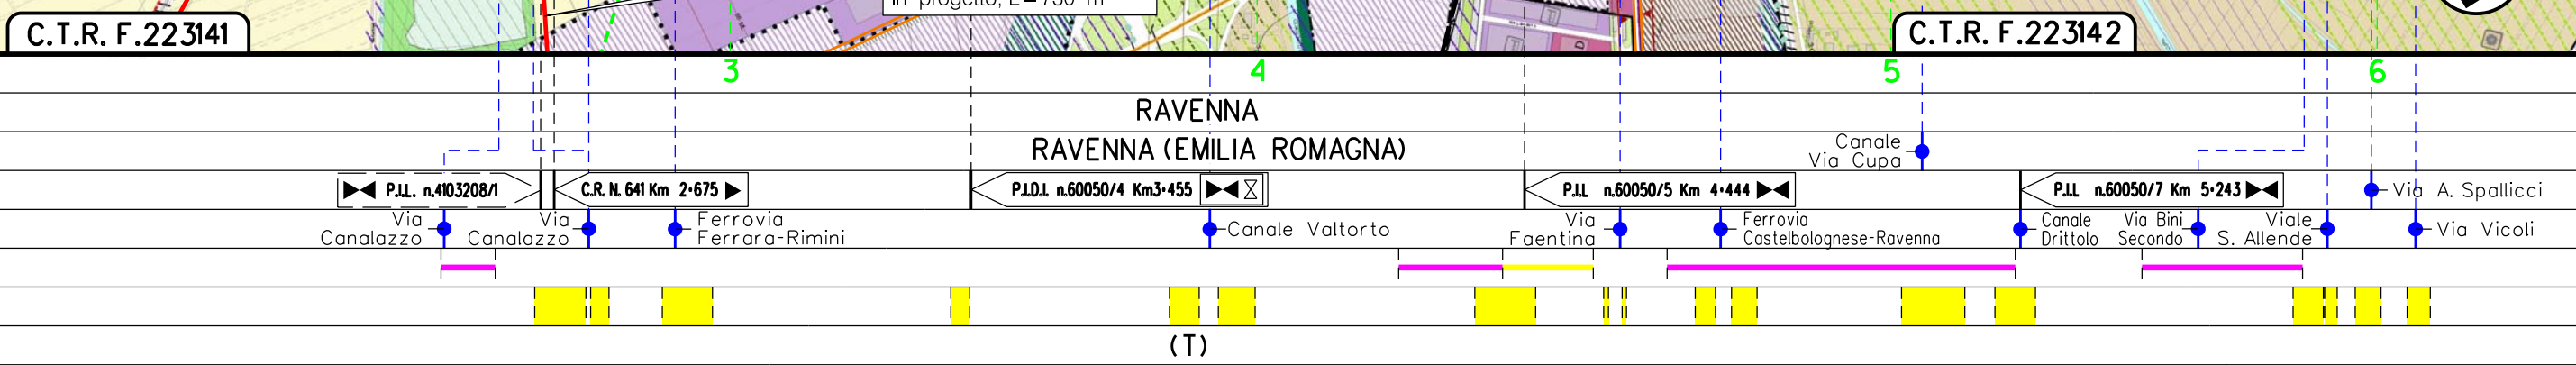 In progetto, L=730 m
C.T.R. F.223141
C.T.R. F.223142
3
4
5
6
RAVENNA
RAVENNA (EMILIA ROMAGNA)
Canale
Via Cupa
P.I.L. n.4103208/1
C.R. N. 641 Km 2+675
P.I.D.I. n.60050/4 Km3+455
P.I.L n.60050/5 Km 4+444
P.I.L n.60050/7 Km 5+243
Via A. Spallicci
Via
Canalazzo
Via
Canalazzo
Ferrovia
Ferrara-Rimini
Canale Valtorto
Via
Faentina
Ferrovia
Castelbolognese-Ravenna
Canale
Drittolo
Via Bini
Secondo
Viale
S. Allende
Via Vicoli
(T)